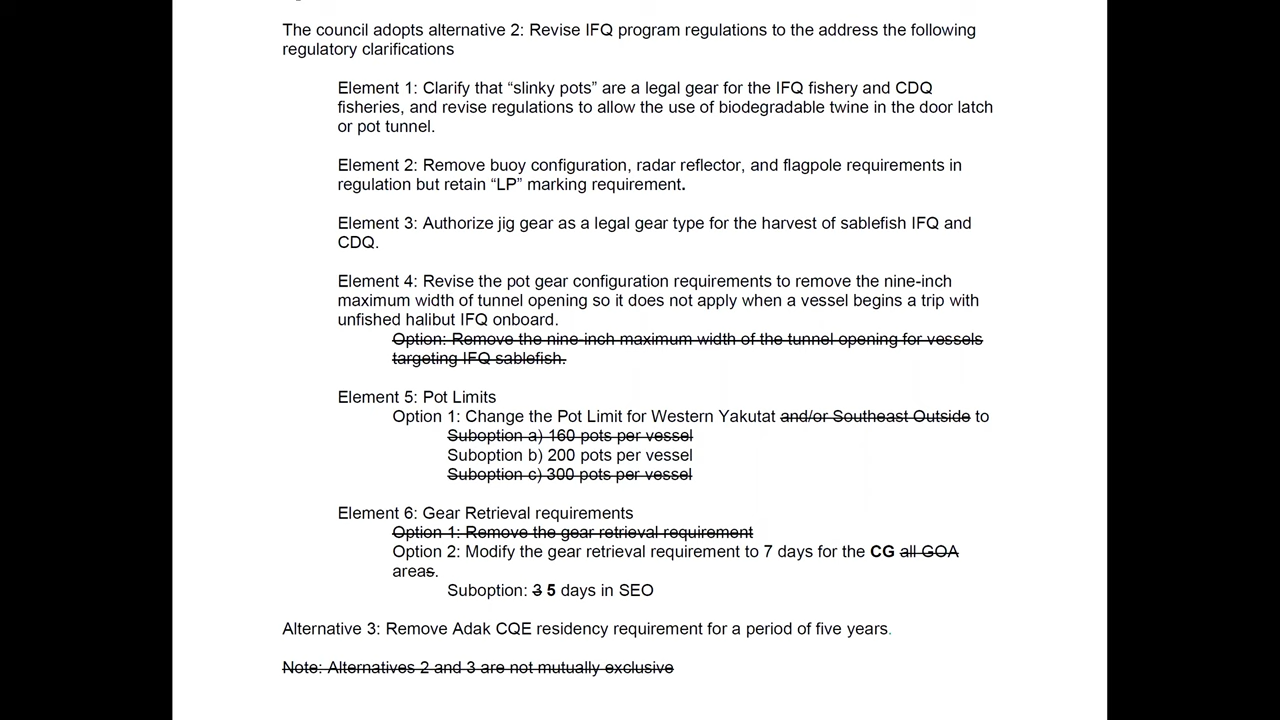 The council adopts alternative 2: Revise IFQ program regulations to the address the following
regulatory clarifications
Element 1: Clarify that “slinky pots” are a legal gear for the IFQ fishery and CDQ
fisheries, and revise regulations to allow the use of biodegradable twine in the door latch
or pot tunnel.
Element 2: Remove buoy configuration, radar reflector, and flagpole requirements in
regulation but retain “LP” marking requirement.
Element 3: Authorize jig gear as a legal gear type for the harvest of sablefish IFQ and
CDQ.
Element 4: Revise the pot gear configuration requirements to remove the nine-inch
maximum width of tunnel opening so it does not apply when a vessel begins a trip with
unfished halibut IFQ onboard.
Option: Remove the nine-inch maximum width of the tunnel opening for vessels
targeting IFQ sablefish.
Element 5: Pot Limits
Option 1: Change the Pot Limit for Western Yakutat and/or Southeast Outside to
Suboption a) 160 pots per vessel
Suboption b) 200 pots per vessel
Suboption c) 300 pots per vessel
Element 6: Gear Retrieval requirements
Option 1: Remove the gear retrieval requirement
Option 2: Modify the gear retrieval requirement to 7 days for the CG all GOA
areas.
Suboption: 3 5 days in SEO
Alternative 3: Remove Adak CQE residency requirement for a period of five years.
Note: Alternatives 2 and 3 are not mutually exclusive